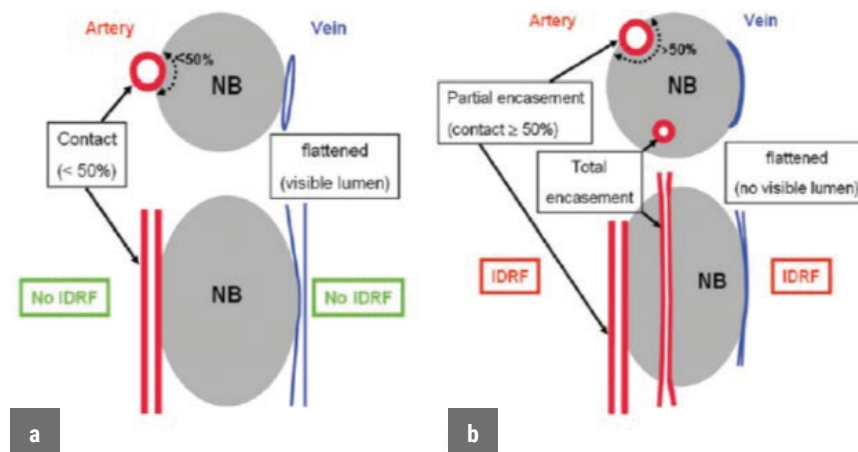 Artery
Vein
<50%
NB
Contact
(< 50%)
flattened
(visible lumen)
NB
No IDRF
No IDRF
a
Artery
Vein
>50%
NB
Partial encasement
(contact ≥ 50%)
Total
encasement
flattened
(no visible lumen)
NB
IDRF
IDRF
b